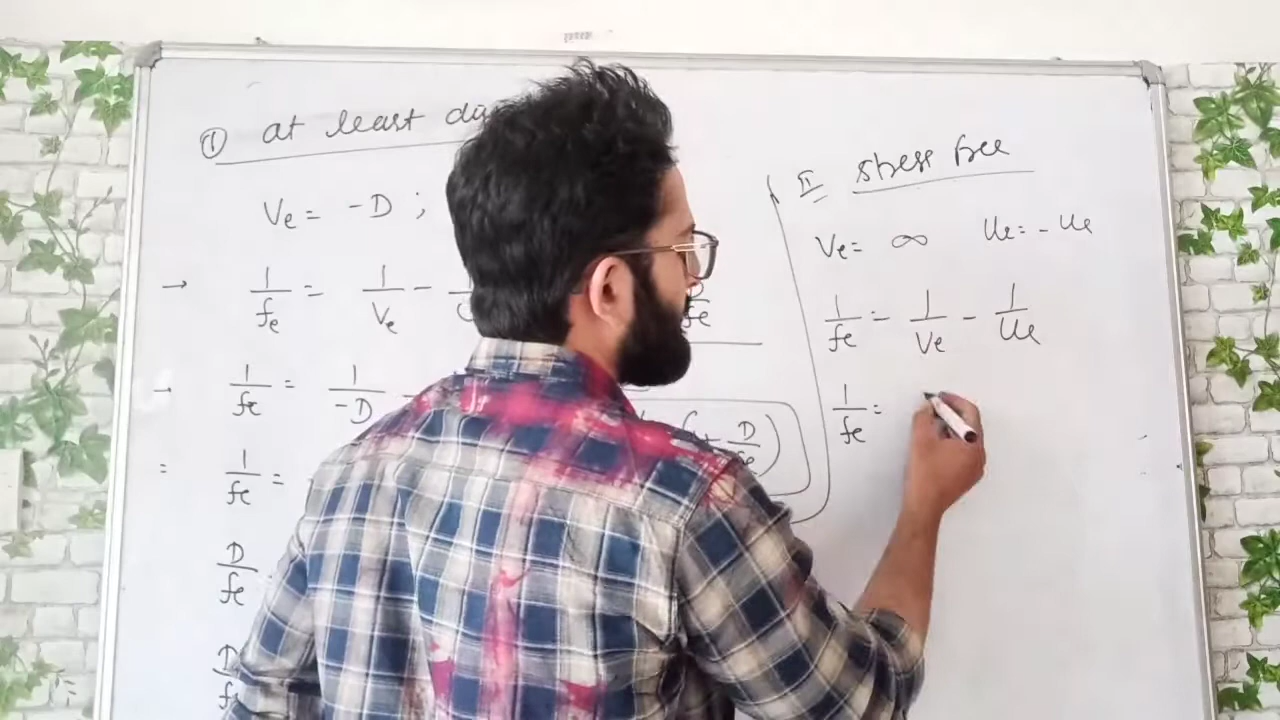 ① at least
Ve = -D ;
→ 1/fe = 1/Ve -
→ 1/fe = 1/-D
= 1/fe =
D/fe
D/fe
+ D/fe )
II stress free
Ve = ∞ Ue = - Ue
1/fe = 1/Ve - 1/Ue
1/fe =